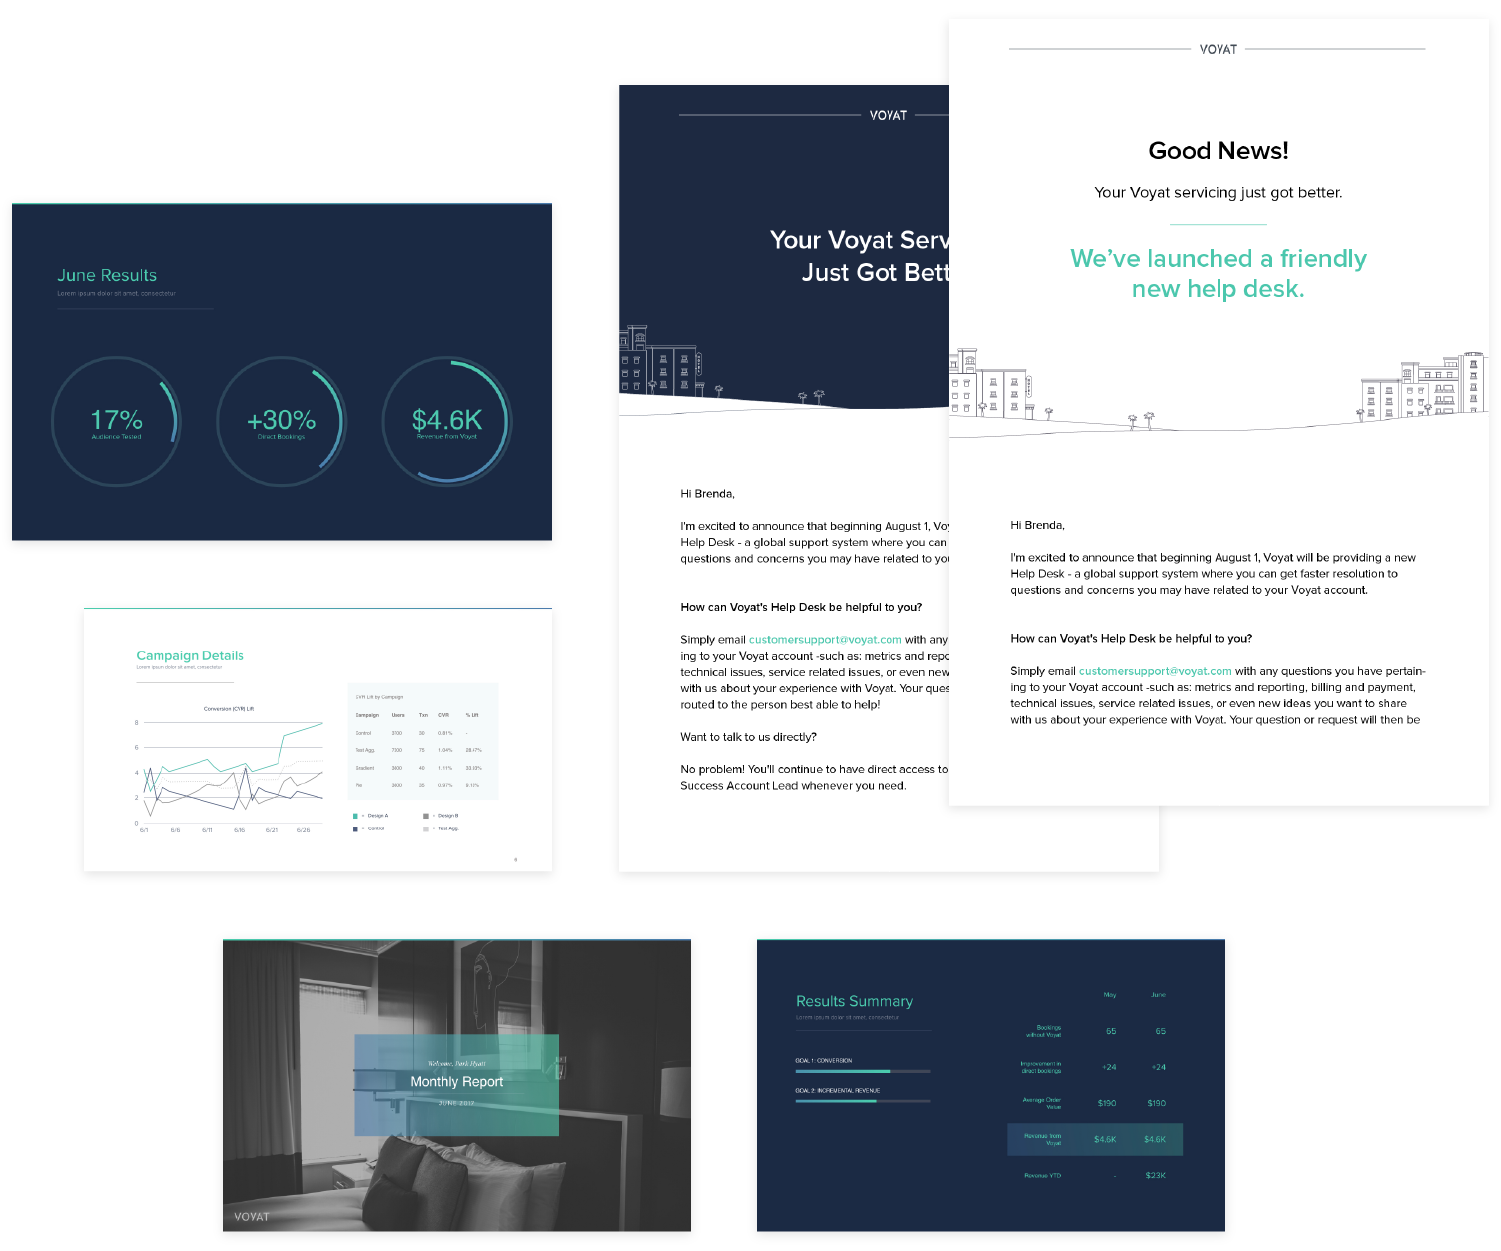 VOYAT
Good News!
Your Voyat servicing just got better.
We've launched a friendly
new help desk.
Hi Brenda,
I'm excited to announce that beginning August 1, Voyat will be providing a new
Help Desk - a global support system where you can get faster resolution to
questions and concerns you may have related to your Voyat account.
How can Voyat's Help Desk be helpful to you?
Simply email customersupport@voyat.com with any questions you have pertain-
ing to your Voyat account -such as: metrics and reporting, billing and payment,
technical issues, service related issues, or even new ideas you want to share
with us about your experience with Voyat. Your question or request will then be
VOYAT
Your Voyat Serv
Just Got Bett
Hi Brenda,
I'm excited to announce that beginning August 1, Voy
Help Desk - a global support system where you can
questions and concerns you may have related to you
How can Voyat's Help Desk be helpful to you?
Simply email customersupport@voyat.com with any
ing to your Voyat account -such as: metrics and repo
technical issues, service related issues, or even new
with us about your experience with Voyat. Your ques
routed to the person best able to help!
Want to talk to us directly?
No problem! You'll continue to have direct access to
Success Account Lead whenever you need.
June Results
Lorem ipsum dolor sit amet, consectetur
17%
Audience Tested
+30%
Direct Bookings
$4.6K
Revenue from Voyat
Campaign Details
Lorem ipsum dolor sit amet, consectetur
Conversion (CYR) Lift
8
6
4
2
0
6/1 6/6 6/11 6/16 6/21 6/26
CYR Lift by Campaign
Campaign Users Txn CYR % Lift
Control 3100 30 0.81% -
Test Agg. 7300 75 1.04%
Gradient 3600 40 1.11%
3600 35 0.97%
- Design A - Design B
- Control - Test Agg.
6
Welcome, Park Hyatt
Monthly Report
VOYAT
Results Summary
Lorem ipsum dolor sit amet, consectetur
GOAL 1: CONVERSION
GOAL 2: INCREMENTAL REVENUE
May June
Bookings
without Voyat 65 65
Improvement in
direct bookings +24 +24
Average Order
Value $190 $190
Revenue from
Voyat $4.6K $4.6K
Revenue YTD - $23K